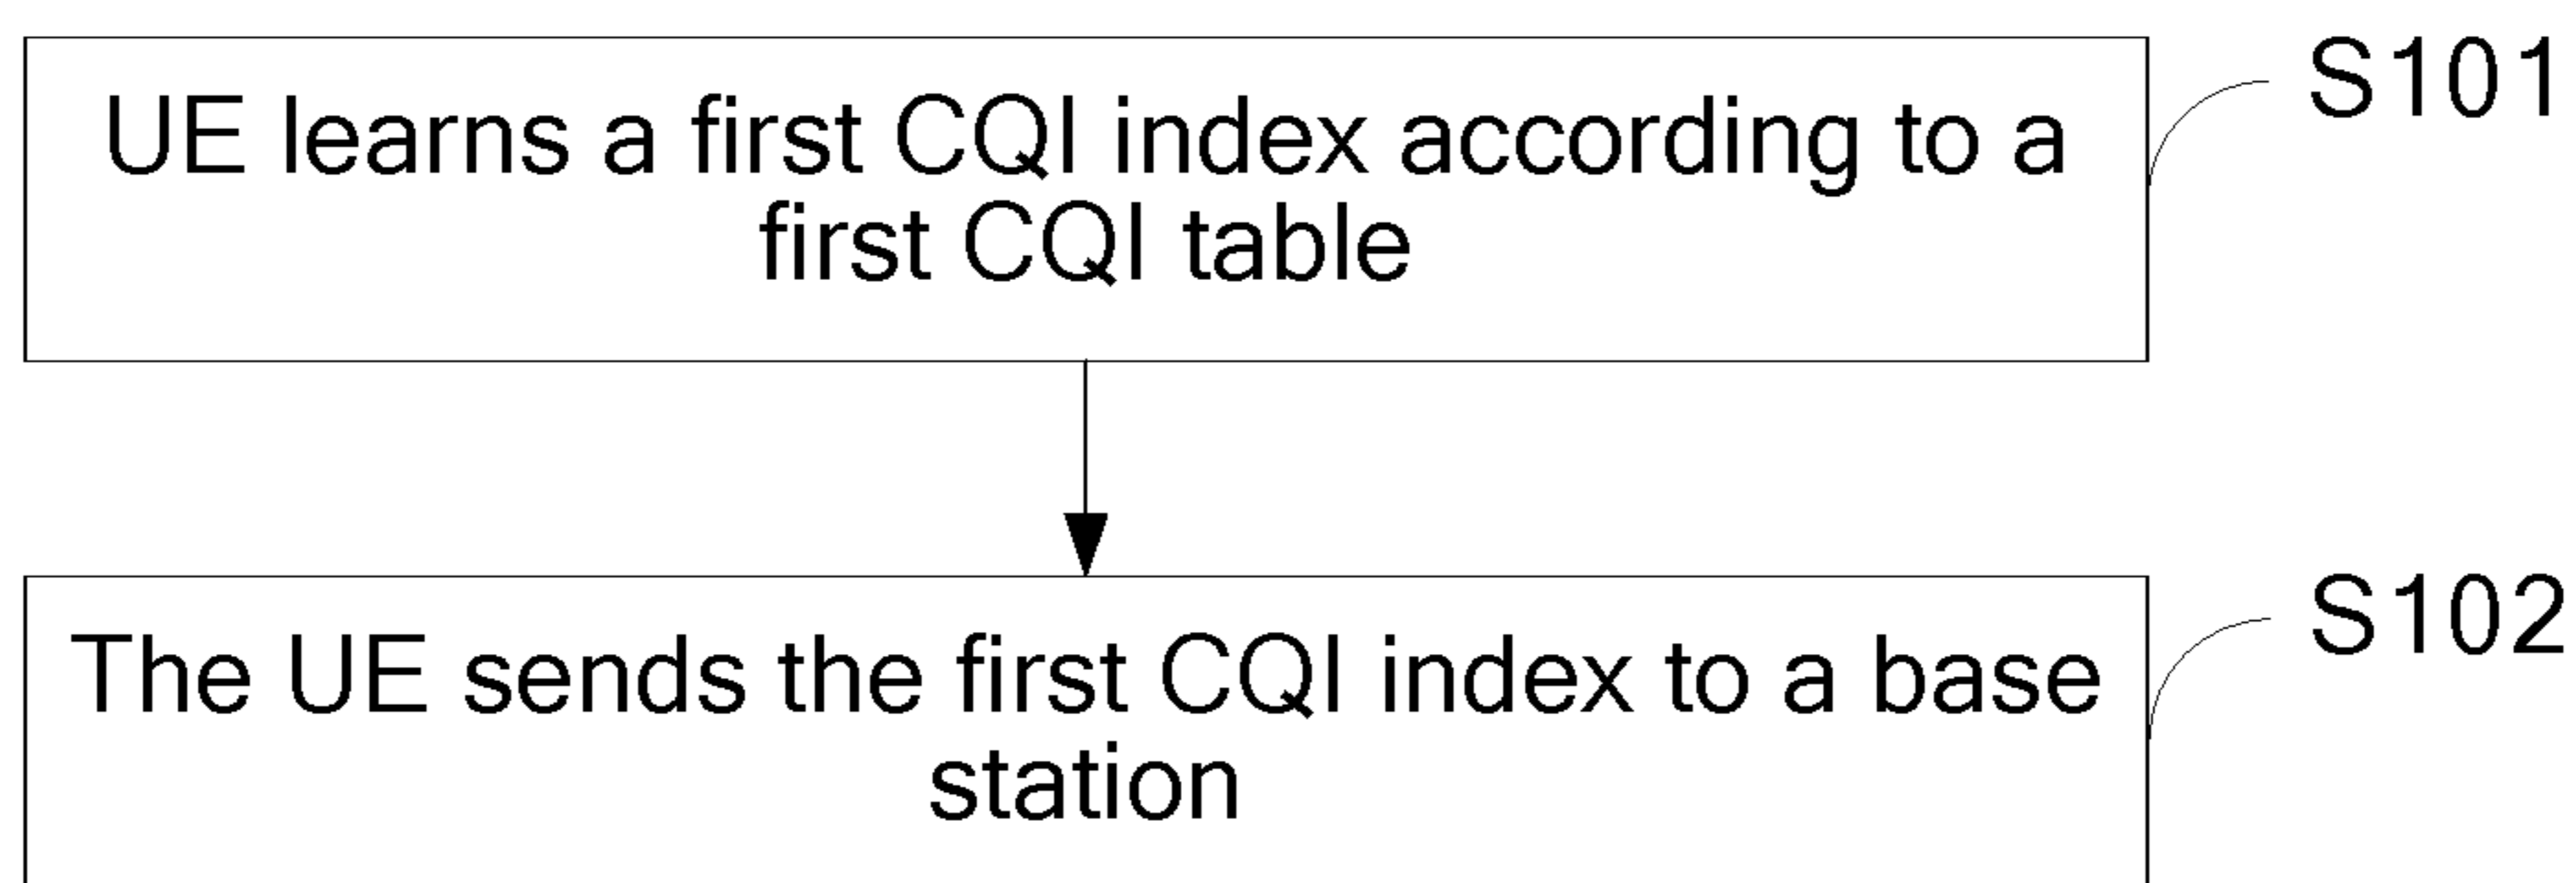 UE learns a first CQI index according to a
first CQI table
S101
The UE sends the first CQI index to a base
station
S102